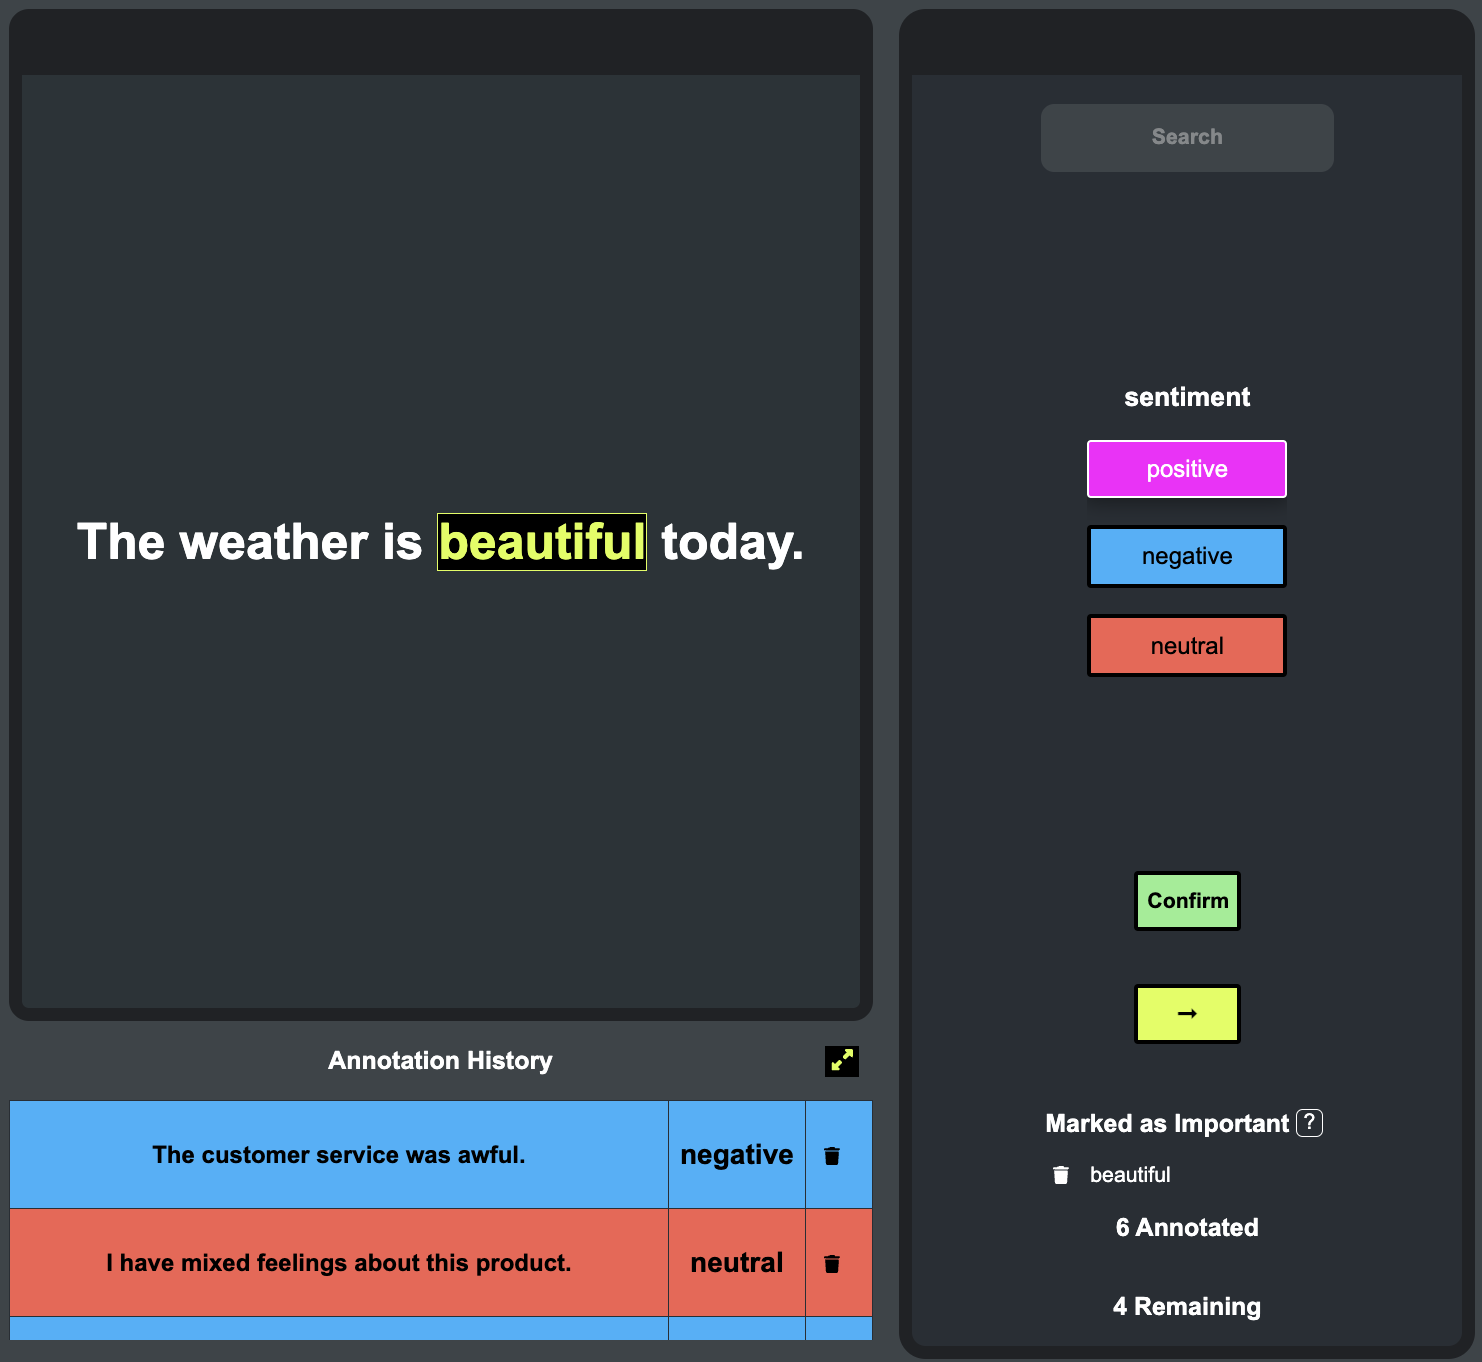 The weather is beautiful today.
Annotation History
The customer service was awful. negative
I have mixed feelings about this product. neutral
Search
sentiment
positive
negative
neutral
Confirm
→
Marked as Important ?
beautiful
6 Annotated
4 Remaining